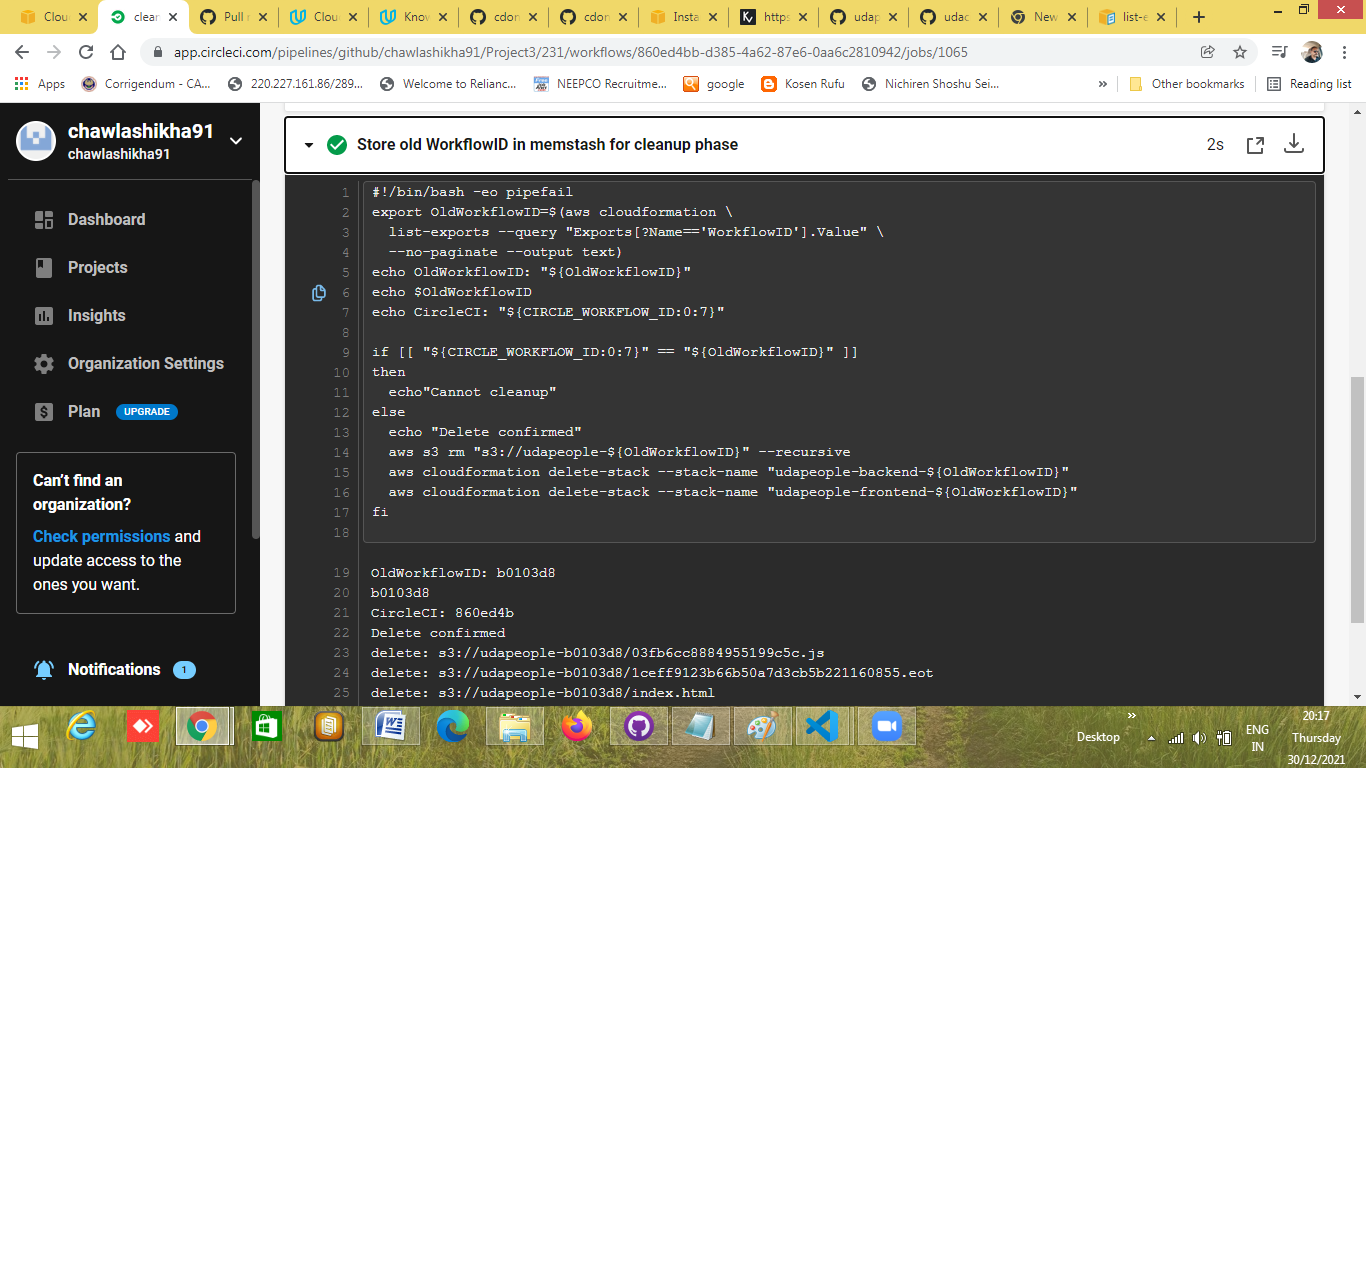 Clou
clear
Pull r
Clou
Knov
cdon
cdon
Insta
https
udap
udac
New
list-e
app.circleci.com/pipelines/github/chawlashikha91/Project3/231/workflows/860ed4bb-d385-4a62-87e6-0aa6c2810942/jobs/1065
Apps
Corrigendum - CA...
220.227.161.86/289...
Welcome to Relianc...
NEEPCO Recruitme...
google
Kosen Rufu
Nichiren Shoshu Sei...
»
Other bookmarks
Reading list
chawlashikha91
chawlashikha91
Dashboard
Projects
Insights
Organization Settings
Plan UPGRADE
Can't find an
organization?
Check permissions and
update access to the
ones you want.
Notifications 1
Store old WorkflowID in memstash for cleanup phase 2s
1 #!/bin/bash -eo pipefail
2 export OldWorkflowID=$(aws cloudformation \
3 list-exports --query "Exports[?Name=='WorkflowID'].Value" \
4 --no-paginate --output text)
5 echo OldWorkflowID: "${OldWorkflowID}"
6 echo $OldWorkflowID
7 echo CircleCI: "${CIRCLE_WORKFLOW_ID:0:7}"
8
9 if [[ "${CIRCLE_WORKFLOW_ID:0:7}" == "${OldWorkflowID}" ]]
10 then
11 echo"Cannot cleanup"
12 else
13 echo "Delete confirmed"
14 aws s3 rm "s3://udapeople-${OldWorkflowID}" --recursive
15 aws cloudformation delete-stack --stack-name "udapeople-backend-${OldWorkflowID}"
16 aws cloudformation delete-stack --stack-name "udapeople-frontend-${OldWorkflowID}"
17 fi
18
19 OldWorkflowID: b0103d8
20 b0103d8
21 CircleCI: 860ed4b
22 Delete confirmed
23 delete: s3://udapeople-b0103d8/03fb6cc8884955199c5c.js
24 delete: s3://udapeople-b0103d8/1ceff9123b66b50a7d3cb5b221160855.eot
25 delete: s3://udapeople-b0103d8/index.html
Desktop
»
ENG
IN
20:17
Thursday
30/12/2021